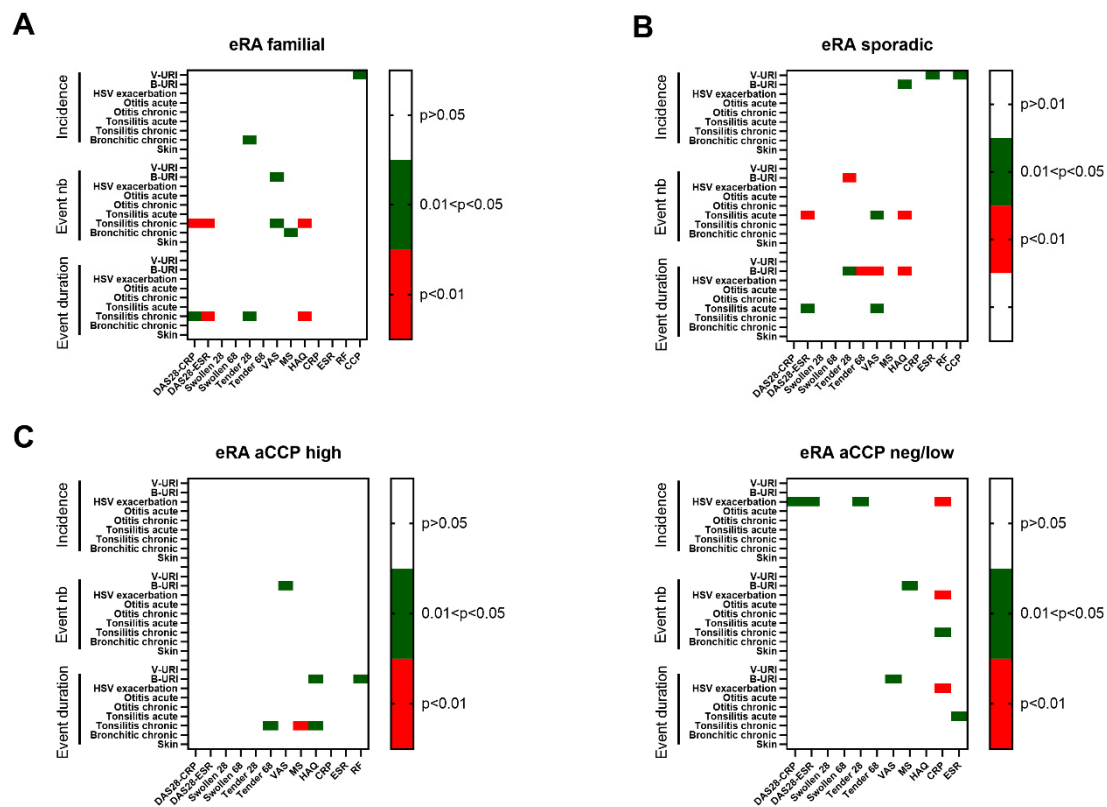 A
eRA familial
Incidence
V-URI
B-URI
HSV exacerbation
Otitis acute
Otitis chronic
Tonsilitis acute
Tonsilitis chronic
Bronchitic chronic
Skin
Event nb
V-URI
B-URI
HSV exacerbation
Otitis acute
Otitis chronic
Tonsilitis acute
Tonsilitis chronic
Bronchitic chronic
Skin
Event duration
V-URI
B-URI
HSV exacerbation
Otitis acute
Otitis chronic
Tonsilitis acute
Tonsilitis chronic
Bronchitic chronic
Skin
DAS28-CRP
DAS28-ESR
Swollen 28
Swollen 68
Tender 28
Tender 68
VAS
MS
HAQ
CRP
ESR
RF
CCP
p>0.05
0.01<p<0.05
p<0.01
B
eRA sporadic
Incidence
V-URI
B-URI
HSV exacerbation
Otitis acute
Otitis chronic
Tonsilitis acute
Tonsilitis chronic
Bronchitic chronic
Skin
Event nb
V-URI
B-URI
HSV exacerbation
Otitis acute
Otitis chronic
Tonsilitis acute
Tonsilitis chronic
Bronchitic chronic
Skin
Event duration
V-URI
B-URI
HSV exacerbation
Otitis acute
Otitis chronic
Tonsilitis acute
Tonsilitis chronic
Bronchitic chronic
Skin
DAS28-CRP
DAS28-ESR
Swollen 28
Swollen 68
Tender 28
Tender 68
VAS
MS
HAQ
CRP
ESR
RF
CCP
p>0.01
0.01<p<0.05
p<0.01
C
eRA aCCP high
Incidence
V-URI
B-URI
HSV exacerbation
Otitis acute
Otitis chronic
Tonsilitis acute
Tonsilitis chronic
Bronchitic chronic
Skin
Event nb
V-URI
B-URI
HSV exacerbation
Otitis acute
Otitis chronic
Tonsilitis acute
Tonsilitis chronic
Bronchitic chronic
Skin
Event duration
V-URI
B-URI
HSV exacerbation
Otitis acute
Otitis chronic
Tonsilitis acute
Tonsilitis chronic
Bronchitic chronic
Skin
DAS28-CRP
DAS28-ESR
Swollen 28
Swollen 68
Tender 28
Tender 68
VAS
MS
HAQ
CRP
ESR
RF
p>0.05
0.01<p<0.05
p<0.01
eRA aCCP neg/low
Incidence
V-URI
B-URI
HSV exacerbation
Otitis acute
Otitis chronic
Tonsilitis acute
Tonsilitis chronic
Bronchitic chronic
Skin
Event nb
V-URI
B-URI
HSV exacerbation
Otitis acute
Otitis chronic
Tonsilitis acute
Tonsilitis chronic
Bronchitic chronic
Skin
Event duration
V-URI
B-URI
HSV exacerbation
Otitis acute
Otitis chronic
Tonsilitis acute
Tonsilitis chronic
Bronchitic chronic
Skin
DAS28-CRP
DAS28-ESR
Swollen 28
Swollen 68
Tender 28
Tender 68
VAS
MS
HAQ
CRP
ESR
p>0.05
0.01<p<0.05
p<0.01